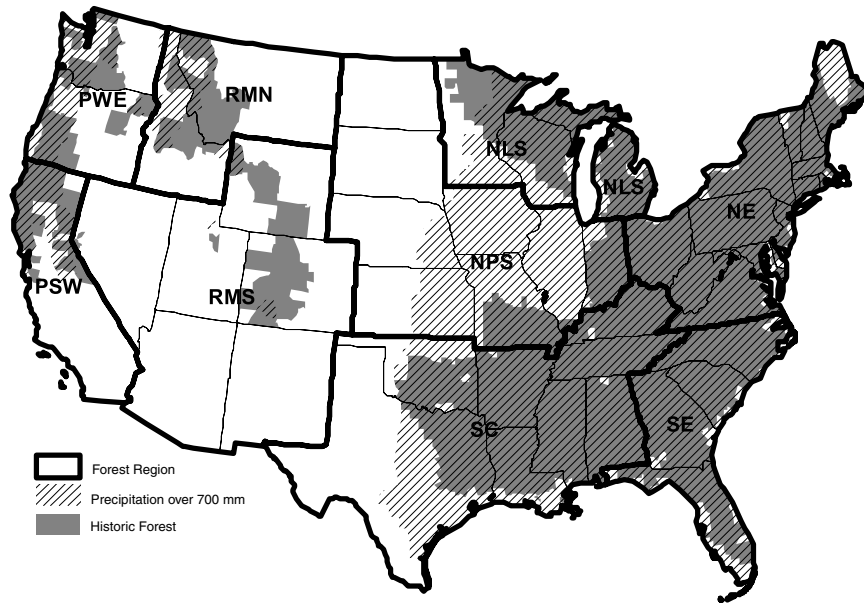 PWE
RMN
NLS
NLS
NE
NPS
PSW
RMS
SC
SE
Forest Region
Precipitation over 700 mm
Historic Forest